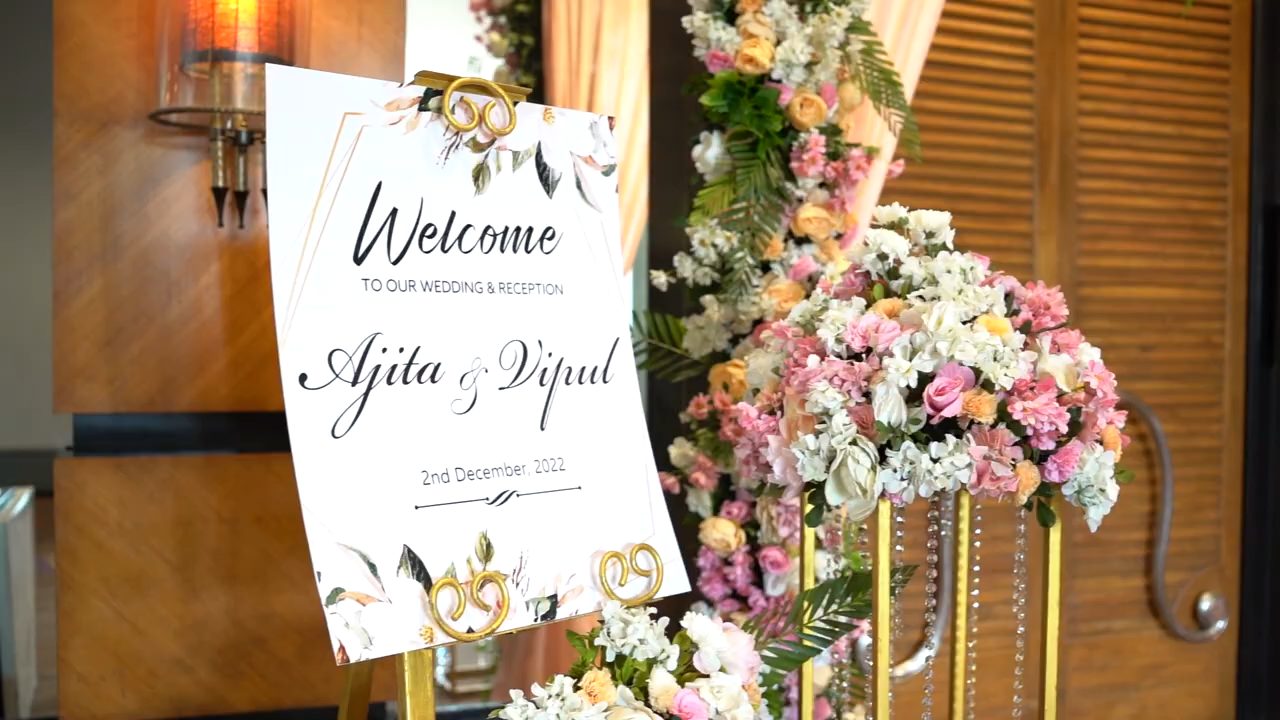 Welcome
TO OUR WEDDING & RECEPTION
Ajita & Vipul
2nd December, 2022